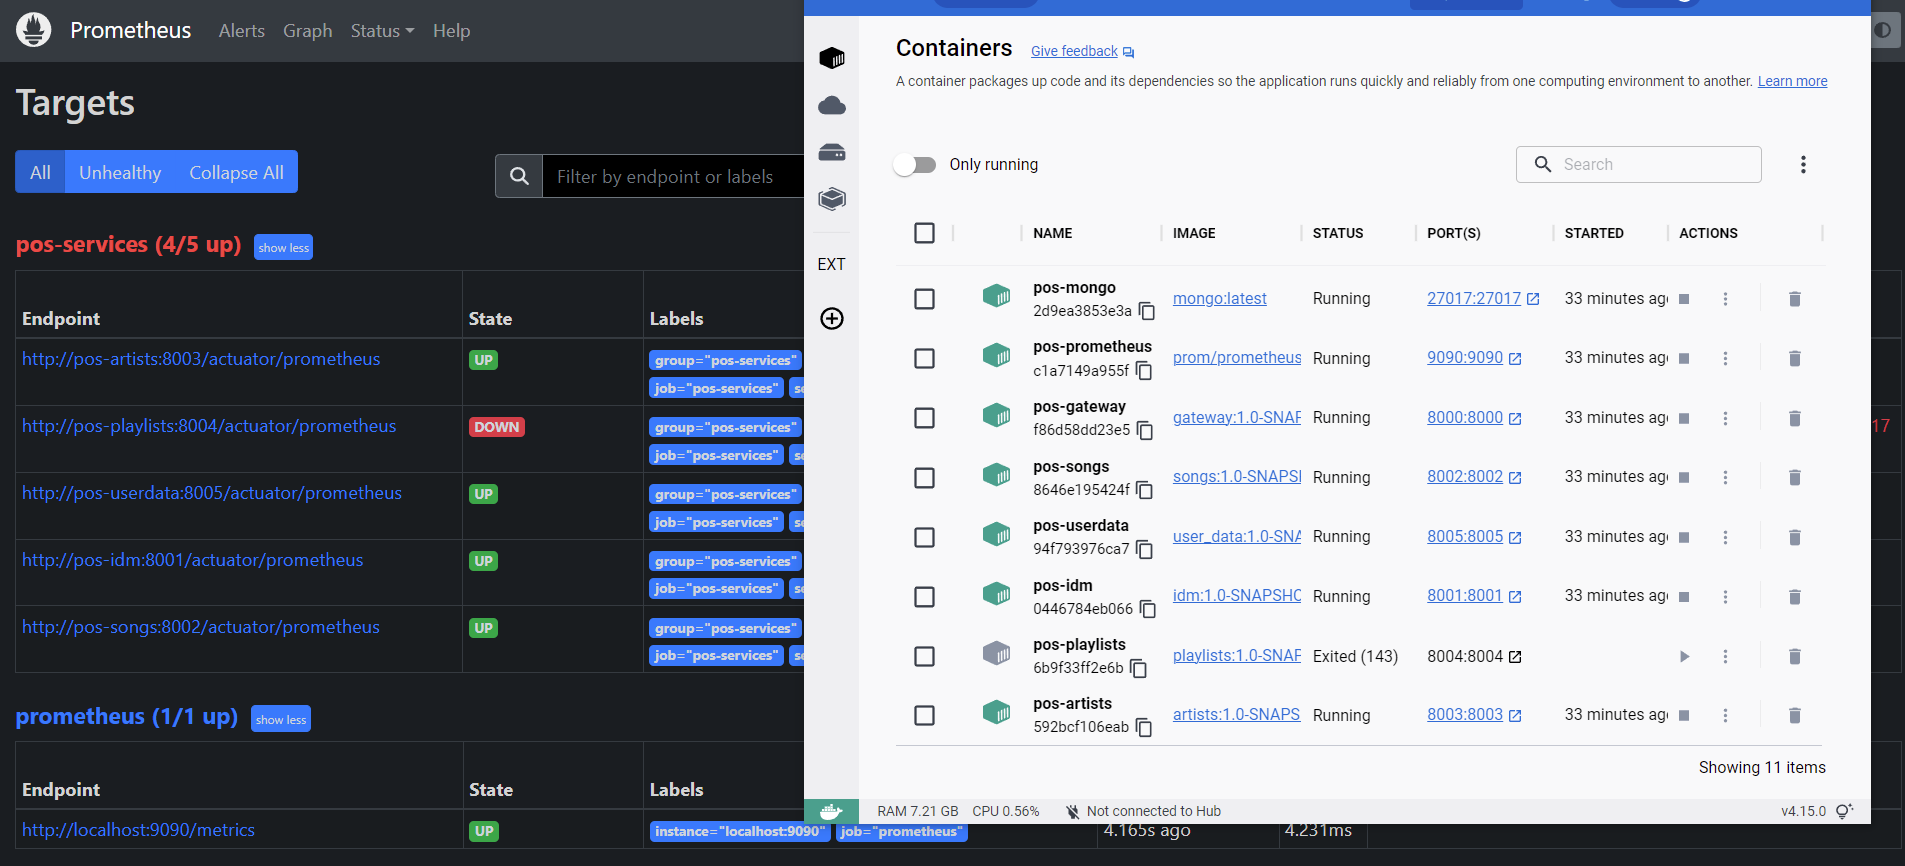 Prometheus Alerts Graph Status Help
Targets
All Unhealthy Collapse All
Filter by endpoint or labels
pos-services (4/5 up) show less
Endpoint State Labels
http://pos-artists:8003/actuator/prometheus UP group="pos-services"
job="pos-services"
http://pos-playlists:8004/actuator/prometheus DOWN group="pos-services"
job="pos-services"
17
http://pos-userdata:8005/actuator/prometheus UP group="pos-services"
job="pos-services"
http://pos-idm:8001/actuator/prometheus UP group="pos-services"
job="pos-services"
http://pos-songs:8002/actuator/prometheus UP group="pos-services"
job="pos-services"
prometheus (1/1 up) show less
Endpoint State Labels
http://localhost:9090/metrics UP instance="localhost:9090" job="prometheus" 4.165s ago 4.231ms
Containers Give feedback
A container packages up code and its dependencies so the application runs quickly and reliably from one computing environment to another. Learn more
Only running
Search
EXT
NAME IMAGE STATUS PORT(S) STARTED ACTIONS
pos-mongo
2d9ea3853e3a mongo:latest Running 27017:27017 33 minutes ago
pos-prometheus
c1a7149a955f prom/prometheus Running 9090:9090 33 minutes ago
pos-gateway
f86d58dd23e5 gateway:1.0-SNAP Running 8000:8000 33 minutes ago
pos-songs
8646e195424f songs:1.0-SNAPSH Running 8002:8002 33 minutes ago
pos-userdata
94f793976ca7 user_data:1.0-SNA Running 8005:8005 33 minutes ago
pos-idm
0446784eb066 idm:1.0-SNAPSHO Running 8001:8001 33 minutes ago
pos-playlists
6b9f33ff2e6b playlists:1.0-SNAP Exited (143) 8004:8004
pos-artists
592bcf106eab artists:1.0-SNAPS Running 8003:8003 33 minutes ago
Showing 11 items
RAM 7.21 GB CPU 0.56% Not connected to Hub v4.15.0